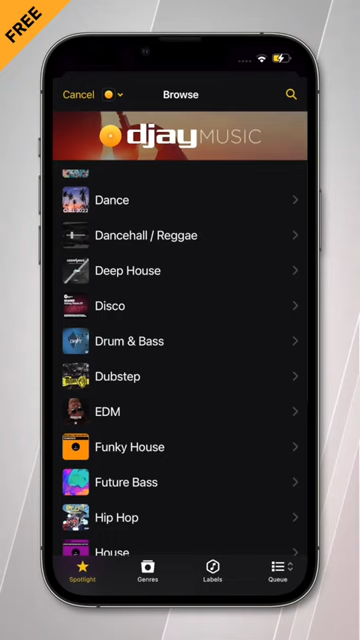 FREE
Cancel
Browse
djay MUSIC
Dance
Dancehall / Reggae
Deep House
Disco
Drum & Bass
Dubstep
EDM
Funky House
Future Bass
Hip Hop
House
Spotlight
Genres
Labels
Queue